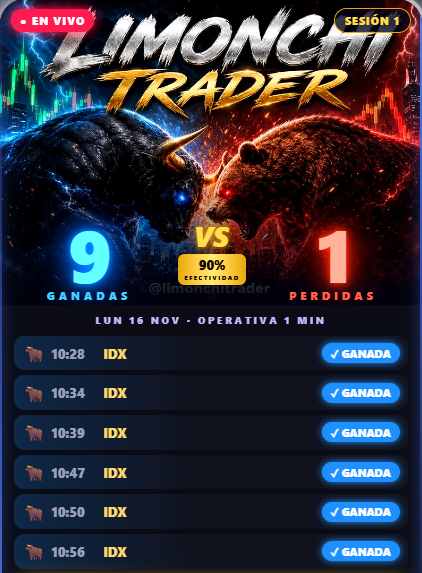 • EN VIVO
SESIÓN 1
LIMONCHI
TRADER
9
VS
1
90%
EFECTIVIDAD
GANADAS
@limonchitrader
PERDIDAS
LUN 16 NOV - OPERATIVA 1 MIN
10:28 IDX ✓ GANADA
10:34 IDX ✓ GANADA
10:39 IDX ✓ GANADA
10:47 IDX ✓ GANADA
10:50 IDX ✓ GANADA
10:56 IDX ✓ GANADA